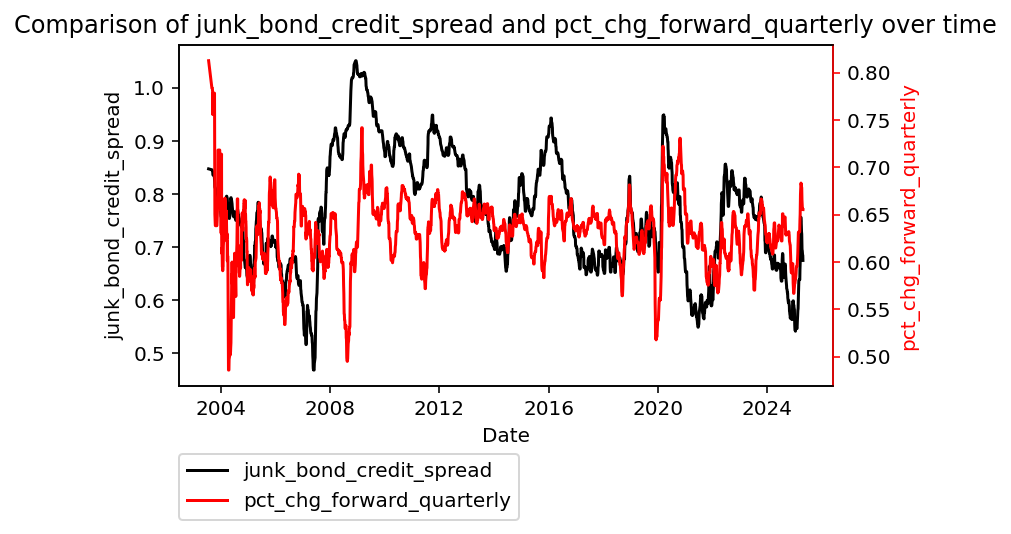 Comparison of junk_bond_credit_spread and pct_chg_forward_quarterly over time
junk_bond_credit_spread
1.0
0.9
0.8
0.7
0.6
0.5
pct_chg_forward_quarterly
0.80
0.75
0.70
0.65
0.60
0.55
0.50
2004 2008 2012 2016 2020 2024
Date
junk_bond_credit_spread
pct_chg_forward_quarterly